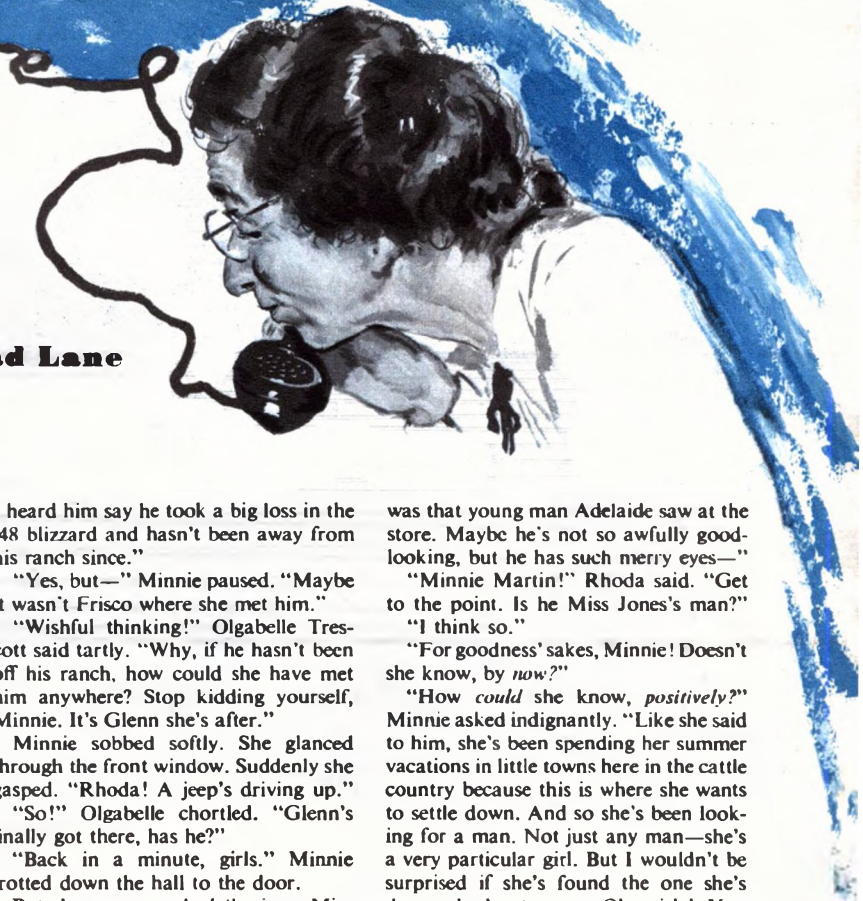 d Lane
heard him say he took a big loss in the
48 blizzard and hasn't been away from
his ranch since."
"Yes, but—" Minnie paused. "Maybe
t wasn't Frisco where she met him."
"Wishful thinking!" Olgabelle Tres-
cott said tartly. "Why, if he hasn't been
off his ranch, how could she have met
him anywhere? Stop kidding yourself,
Minnie. It's Glenn she's after."
Minnie sobbed softly. She glanced
hrough the front window. Suddenly she
gasped. "Rhoda! A jeep's driving up."
"So!" Olgabelle chortled. "Glenn's
inally got there, has he?"
"Back in a minute, girls." Minnie
rotted down the hall to the door.
was that young man Adelaide saw at the
store. Maybe he's not so awfully good-
looking, but he has such merry eyes—"
"Minnie Martin!" Rhoda said. "Get
to the point. Is he Miss Jones's man?"
"I think so."
"For goodness' sakes, Minnie! Doesn't
she know, by now?"
"How could she know, positively?"
Minnie asked indignantly. "Like she said
to him, she's been spending her summer
vacations in little towns here in the cattle
country because this is where she wants
to settle down. And so she's been look-
ing for a man. Not just any man—she's
a very particular girl. But I wouldn't be
surprised if she's found the one she's